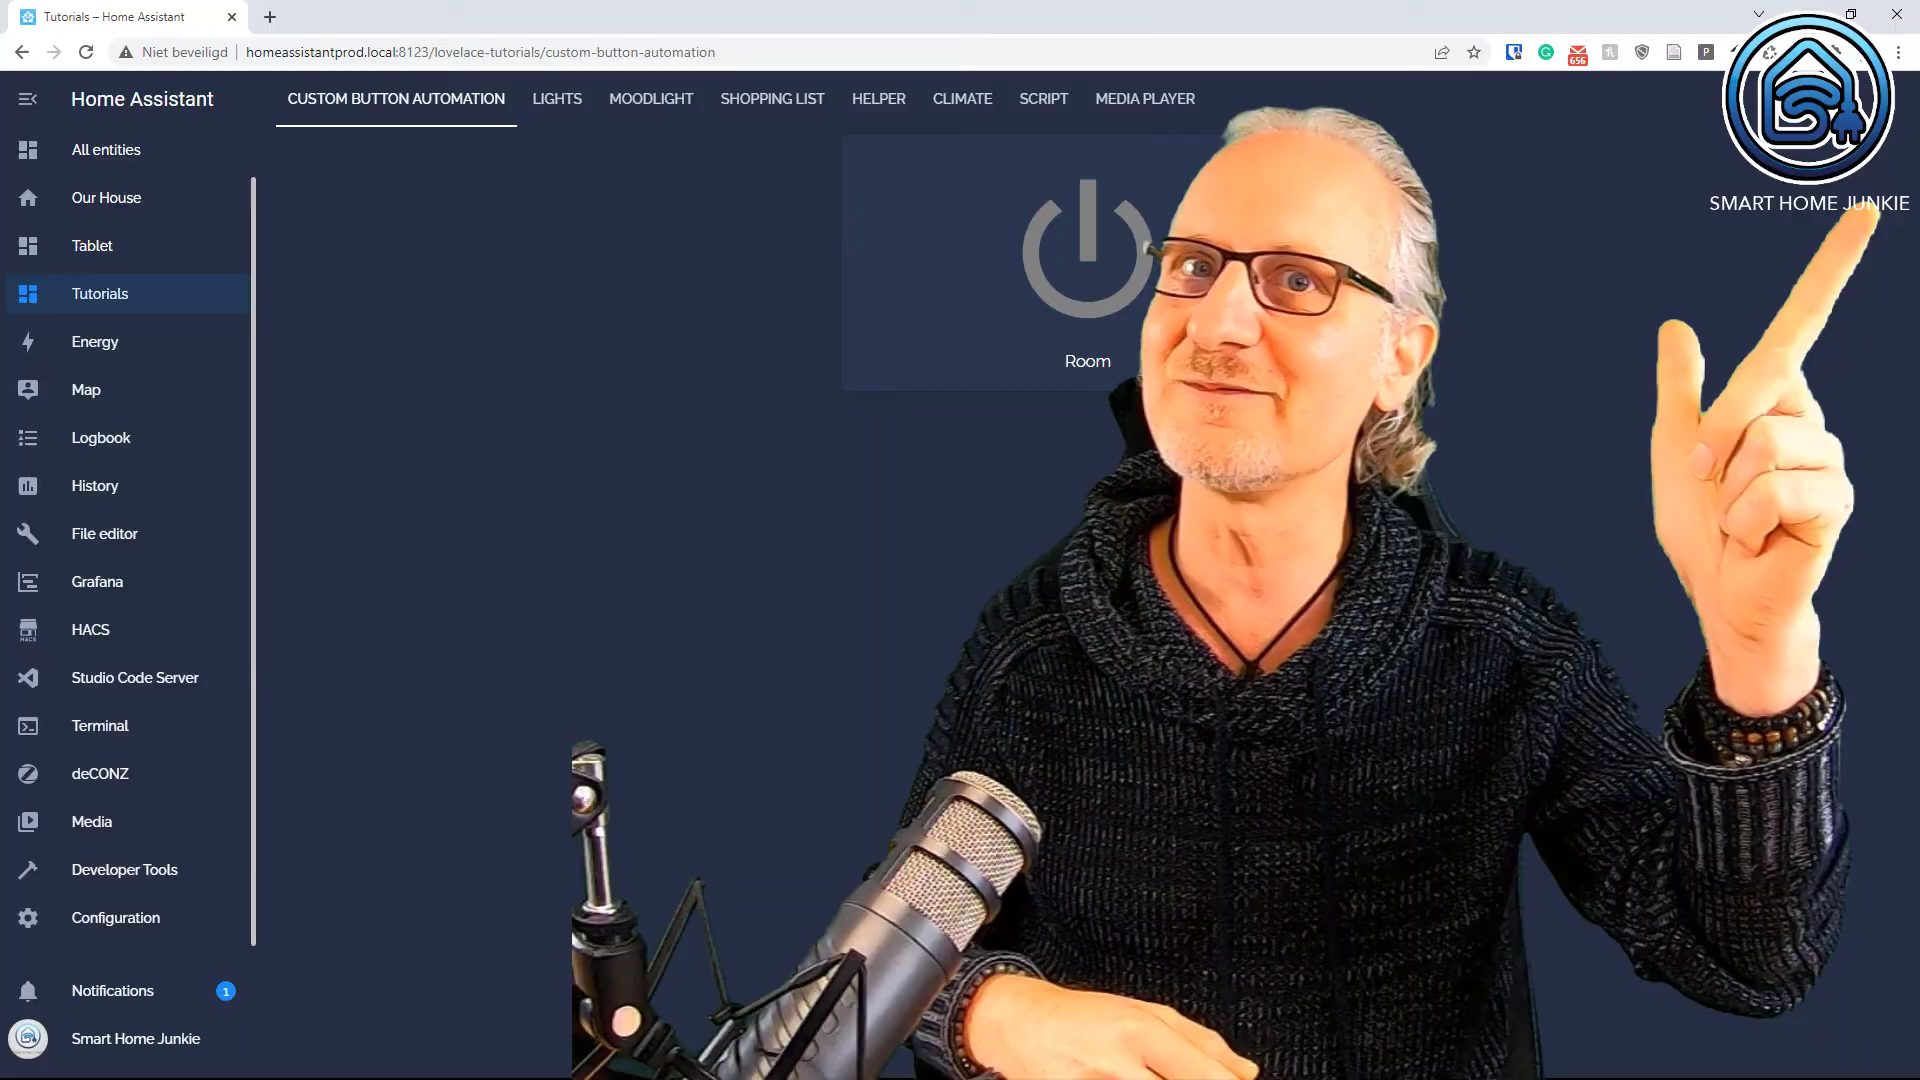 Tutorials – Home Assistant
Niet beveiligd
homeassistantprod.local:8123/lovelace-tutorials/custom-button-automation
656
P
Home Assistant
CUSTOM BUTTON AUTOMATION
LIGHTS
MOODLIGHT
SHOPPING LIST
HELPER
CLIMATE
SCRIPT
MEDIA PLAYER
SMART HOME JUNKIE
All entities
Our House
Tablet
Tutorials
Energy
Map
Logbook
History
File editor
Grafana
HACS
HACS
Studio Code Server
Terminal
deCONZ
Media
Developer Tools
Configuration
Notifications
1
Smart Home Junkie
Room